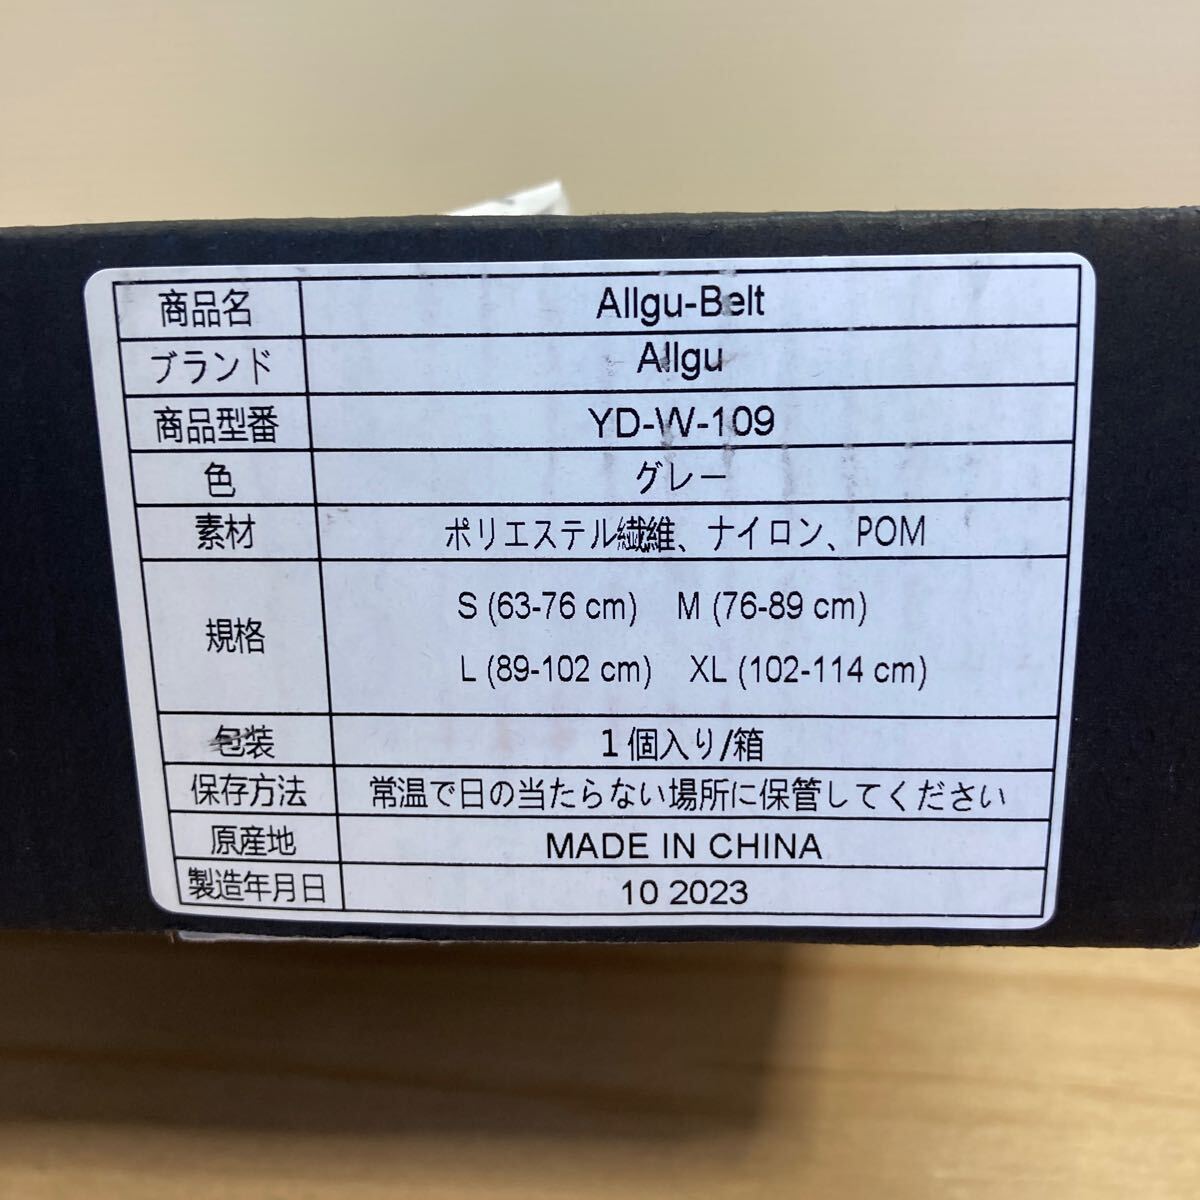 商品名 Allgu-Belt
ブランド Allgu
商品型番 YD-W-109
色 グレー
素材 ポリエステル繊維、ナイロン、POM
規格 S (63-76 cm) M (76-89 cm)
L (89-102 cm) XL (102-114 cm)
包装 1個入り/箱
保存方法 常温で日の当たらない場所に保管してください
原産地 MADE IN CHINA
製造年月日 10 2023